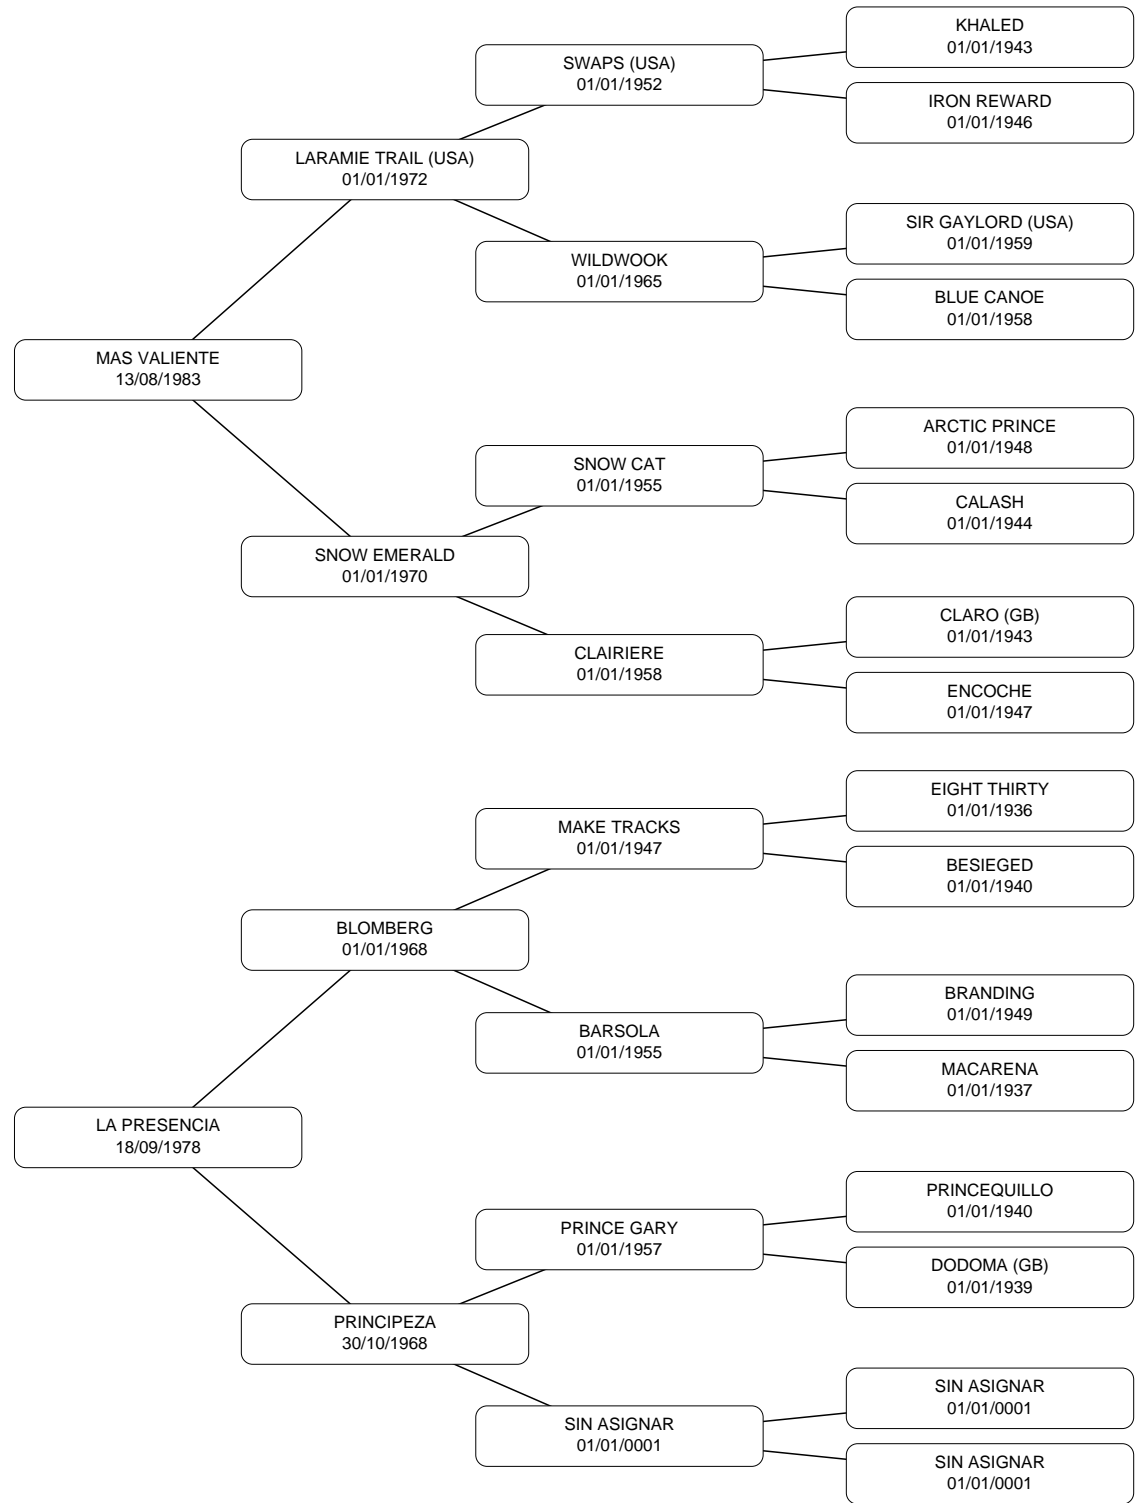 KHALED
01/01/1943
SWAPS (USA)
01/01/1952
IRON REWARD
01/01/1946
LARAMIE TRAIL (USA)
01/01/1972
SIR GAYLORD (USA)
01/01/1959
WILDWOOK
01/01/1965
BLUE CANOE
01/01/1958
MAS VALIENTE
13/08/1983
ARCTIC PRINCE
01/01/1948
SNOW CAT
01/01/1955
CALASH
01/01/1944
SNOW EMERALD
01/01/1970
CLARO (GB)
01/01/1943
CLAIRIERE
01/01/1958
ENCOCHE
01/01/1947
EIGHT THIRTY
01/01/1936
MAKE TRACKS
01/01/1947
BESIEGED
01/01/1940
BLOMBERG
01/01/1968
BRANDING
01/01/1949
BARSOLA
01/01/1955
MACARENA
01/01/1937
LA PRESENCIA
18/09/1978
PRINCEQUILLO
01/01/1940
PRINCE GARY
01/01/1957
DODOMA (GB)
01/01/1939
PRINCIPEZA
30/10/1968
SIN ASIGNAR
01/01/0001
SIN ASIGNAR
01/01/0001
SIN ASIGNAR
01/01/0001